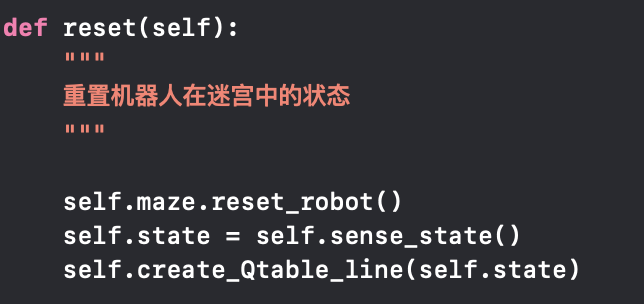 def reset(self):
    """
    重置机器人在迷宫中的状态
    """
    self.maze.reset_robot()
    self.state = self.sense_state()
    self.create_Qtable_line(self.state)